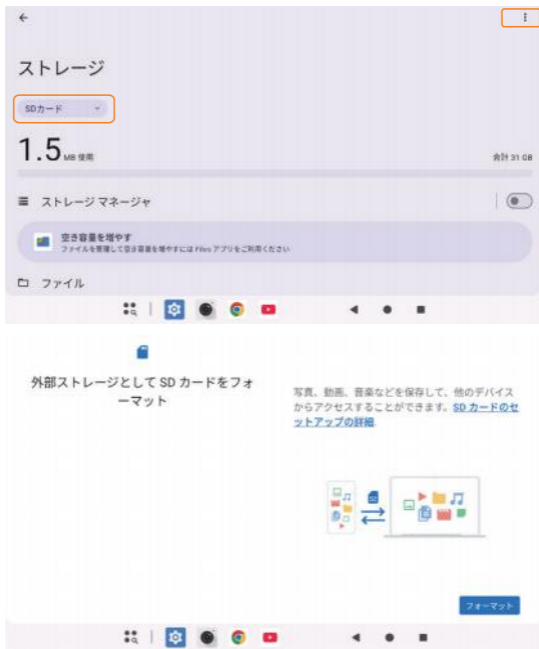 ストレージ
SDカード
1.5 MB 使用
合計 31 GB
ストレージ マネージャ
空き容量を増やす
ファイルを管理して空き容量を増やすには Files アプリをご利用ください
ファイル
外部ストレージとして SD カードをフォ
ーマット
写真、動画、音楽などを保存して、他のデバイス
からアクセスすることができます。SD カードのセ
ットアップの詳細
フォーマット